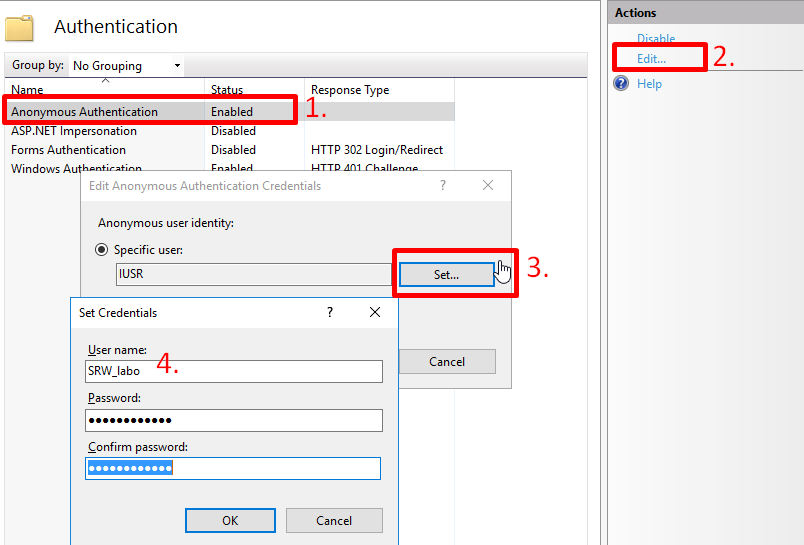 Authentication
Group by: No Grouping
Name Status Response Type
Anonymous Authentication Enabled 1.
ASP.NET Impersonation Disabled
Forms Authentication Disabled HTTP 302 Login/Redirect
Windows Authentication Enabled HTTP 401 Challenge
Edit Anonymous Authentication Credentials ?
Anonymous user identity:
Specific user:
IUSR
Set...
3.
Cancel
Set Credentials ?
User name:
4.
SRW_labo
Password:
●●●●●●●●●●●●
Confirm password:
●●●●●●●●●●●●
OK Cancel
Actions
Disable
Edit... 2.
? Help